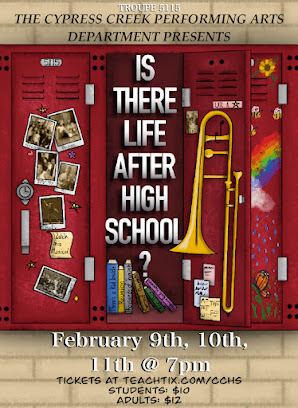 TROUPE 5115
THE CYPRESS CREEK PERFORMING ARTS
DEPARTMENT PRESENTS
5115
IS
THERE
LIFE
AFTER
HIGH
SCHOOL
?
February 9th, 10th,
11th @ 7pm
TICKETS AT TEACHTIX.COM/CCHS
STUDENTS: $10
ADULTS: $12